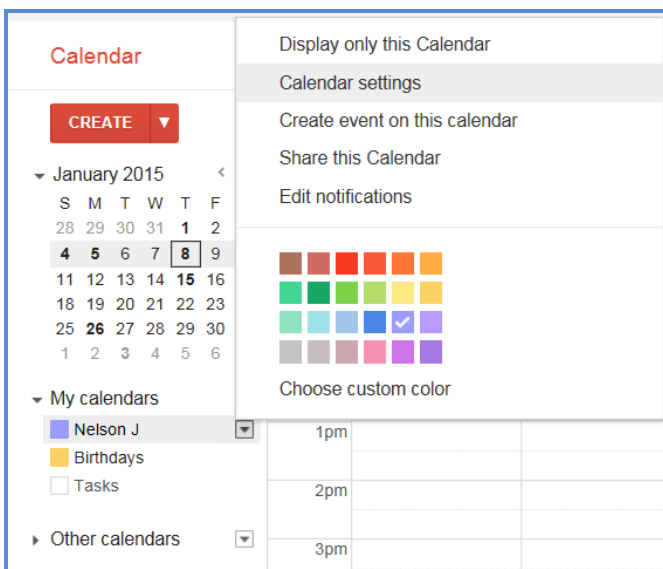 Calendar
CREATE
January 2015 <
S M T W T F
28 29 30 31 1 2
4 5 6 7 8 9
11 12 13 14 15 16
18 19 20 21 22 23
25 26 27 28 29 30
1 2 3 4 5 6
My calendars
Nelson J
Birthdays
Tasks
Other calendars
Display only this Calendar
Calendar settings
Create event on this calendar
Share this Calendar
Edit notifications
Choose custom color
1pm
2pm
3pm